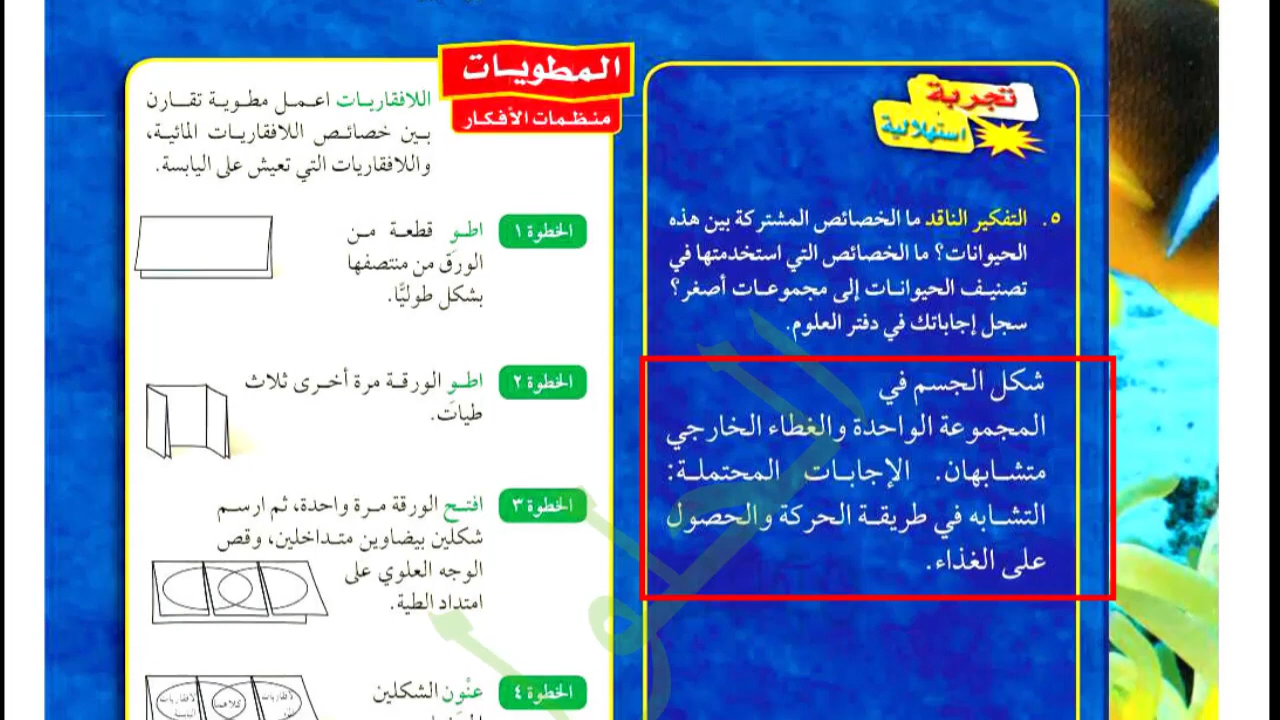 تجربة
استهلالية
٥. التفكير الناقد ما الخصائص المشتركة بين هذه
الحيوانات؟ ما الخصائص التي استخدمتها في
تصنيف الحيوانات إلى مجموعات أصغر؟
سجل إجاباتك في دفتر العلوم.
شكل الجسم في
المجموعة الواحدة والغطاء الخارجي
متشابهان. الإجابات المحتملة:
التشابه في طريقة الحركة والحصول
على الغذاء.
المطويات
منظمات الأفكار
اللافقاريات اعمل مطوية تقارن
بين خصائص اللافقاريات المائية،
واللافقاريات التي تعيش على اليابسة.
الخطوة ١ اطوِ قطعة من
الورق من منتصفها
بشكل طوليًّا.
الخطوة ٢ اطوِ الورقة مرة أخرى ثلاث
طيات.
الخطوة ٣ افتح الورقة مرة واحدة، ثم ارسم
شكلين بيضاوين متداخلين، وقص
الوجه العلوي على
امتداد الطية.
الخطوة ٤ عنْوِن الشكلين
كلاهما